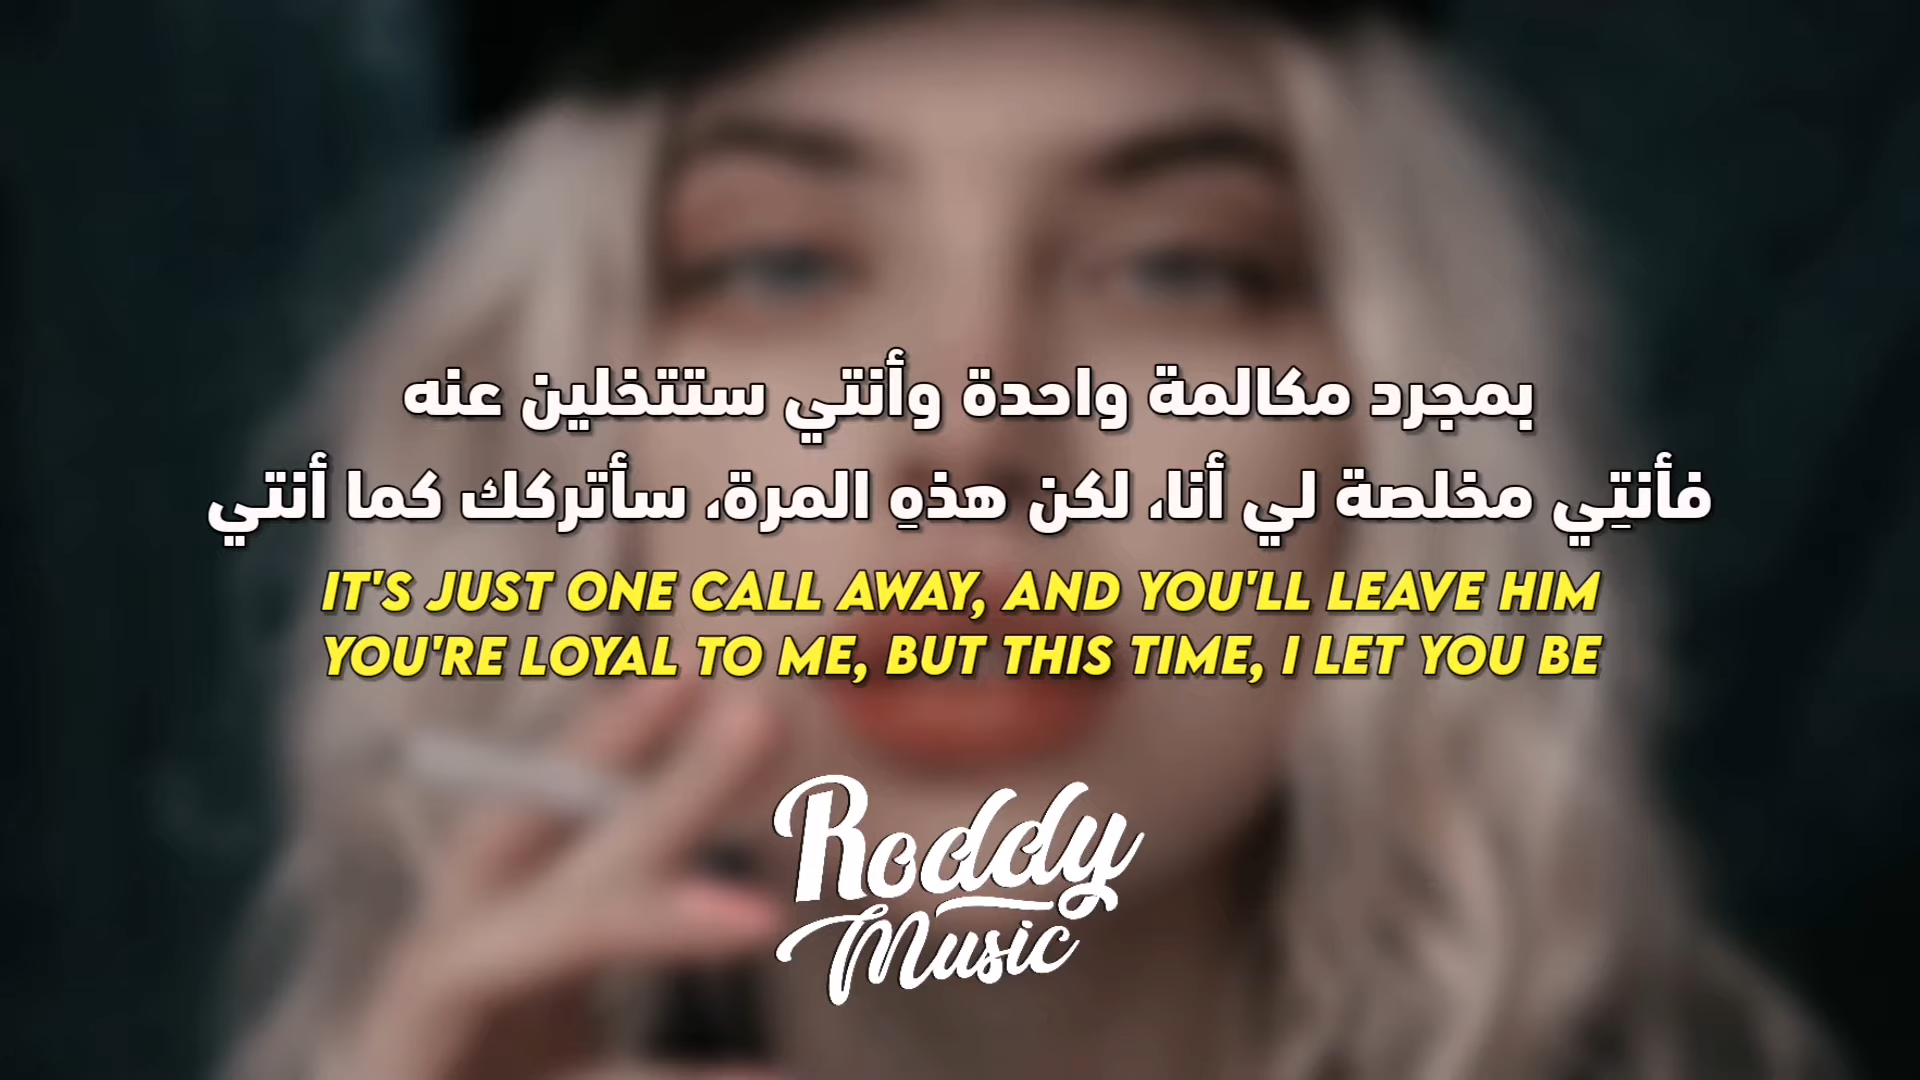 بمجرد مكالمة واحدة وأنتي ستتخلين عنه
فأنتِي مخلصة لي أنا، لكن هذهِ المرة، سأتركك كما أنتي
IT'S JUST ONE CALL AWAY, AND YOU'LL LEAVE HIM
YOU'RE LOYAL TO ME, BUT THIS TIME, I LET YOU BE
Roddy
Music